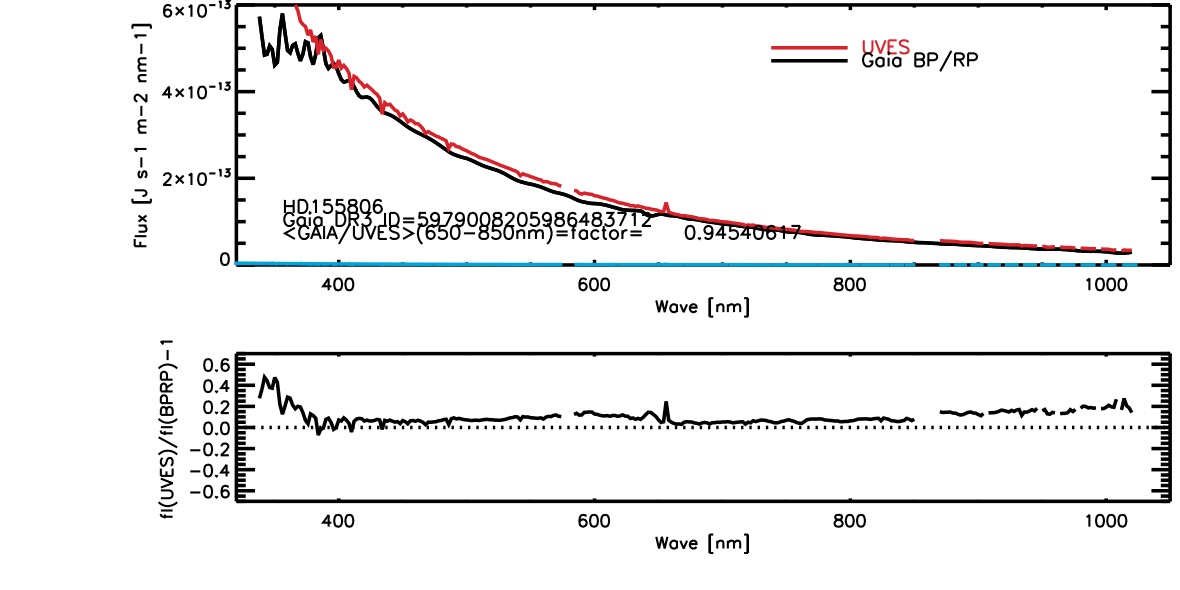 6×10-13
4×10-13
2×10-13
0
Flux [J s-1 m-2 nm-1]
UVES
Gaia BP/RP
HD155806
Gaia DR3 ID=5979008205986483712
<GAIA/UVES>(650-850nm)=factor= 0.94540617
400 600 800 1000
Wave [nm]
fl(UVES)/fl(BPRP)-1
0.6
0.4
0.2
0.0
-0.2
-0.4
-0.6
400 600 800 1000
Wave [nm]